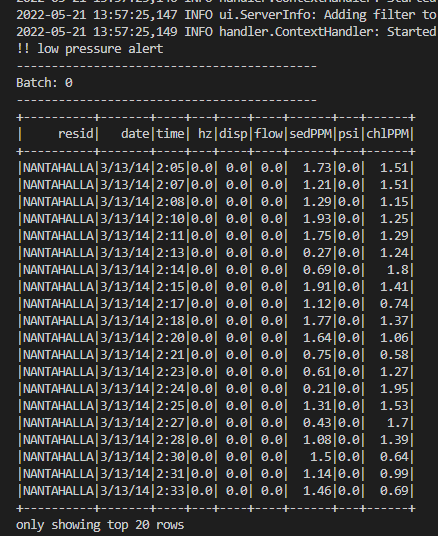 2022-05-21 13:57:25,146 INFO handler.ContextHandler: Started
2022-05-21 13:57:25,147 INFO ui.ServerInfo: Adding filter to
2022-05-21 13:57:25,149 INFO handler.ContextHandler: Started
!! low pressure alert
-------------------------------------------
Batch: 0
-------------------------------------------
+----------+-------+----+---+----+----+------+---+------+
|     resid|   date|time| hz|disp|flow|sedPPM|psi|chlPPM|
+----------+-------+----+---+----+----+------+---+------+
|NANTAHALLA|3/13/14|2:05|0.0| 0.0| 0.0|  1.73|0.0|  1.51|
|NANTAHALLA|3/13/14|2:07|0.0| 0.0| 0.0|  1.21|0.0|  1.51|
|NANTAHALLA|3/13/14|2:08|0.0| 0.0| 0.0|  1.29|0.0|  1.15|
|NANTAHALLA|3/13/14|2:10|0.0| 0.0| 0.0|  1.93|0.0|  1.25|
|NANTAHALLA|3/13/14|2:11|0.0| 0.0| 0.0|  1.75|0.0|  1.29|
|NANTAHALLA|3/13/14|2:13|0.0| 0.0| 0.0|  0.27|0.0|  1.24|
|NANTAHALLA|3/13/14|2:14|0.0| 0.0| 0.0|  0.69|0.0|   1.8|
|NANTAHALLA|3/13/14|2:15|0.0| 0.0| 0.0|  1.91|0.0|  1.41|
|NANTAHALLA|3/13/14|2:17|0.0| 0.0| 0.0|  1.12|0.0|  0.74|
|NANTAHALLA|3/13/14|2:18|0.0| 0.0| 0.0|  1.77|0.0|  1.37|
|NANTAHALLA|3/13/14|2:20|0.0| 0.0| 0.0|  1.64|0.0|  1.06|
|NANTAHALLA|3/13/14|2:21|0.0| 0.0| 0.0|  0.75|0.0|  0.58|
|NANTAHALLA|3/13/14|2:23|0.0| 0.0| 0.0|  0.61|0.0|  1.27|
|NANTAHALLA|3/13/14|2:24|0.0| 0.0| 0.0|  0.21|0.0|  1.95|
|NANTAHALLA|3/13/14|2:25|0.0| 0.0| 0.0|  1.31|0.0|  1.53|
|NANTAHALLA|3/13/14|2:27|0.0| 0.0| 0.0|  0.43|0.0|   1.7|
|NANTAHALLA|3/13/14|2:28|0.0| 0.0| 0.0|  1.08|0.0|  1.39|
|NANTAHALLA|3/13/14|2:30|0.0| 0.0| 0.0|   1.5|0.0|  0.64|
|NANTAHALLA|3/13/14|2:31|0.0| 0.0| 0.0|  1.14|0.0|  0.99|
|NANTAHALLA|3/13/14|2:33|0.0| 0.0| 0.0|  1.46|0.0|  0.69|
+----------+-------+----+---+----+----+------+---+------+
only showing top 20 rows